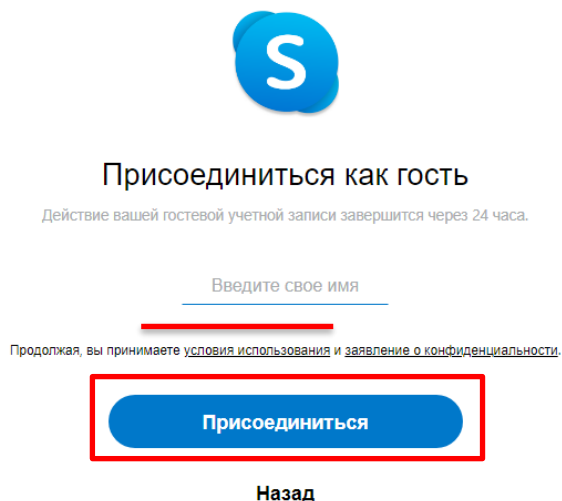 S
Присоединиться как гость
Действие вашей гостевой учетной записи завершится через 24 часа.
Введите свое имя
Продолжая, вы принимаете условия использования и заявление о конфиденциальности.
Присоединиться
Назад